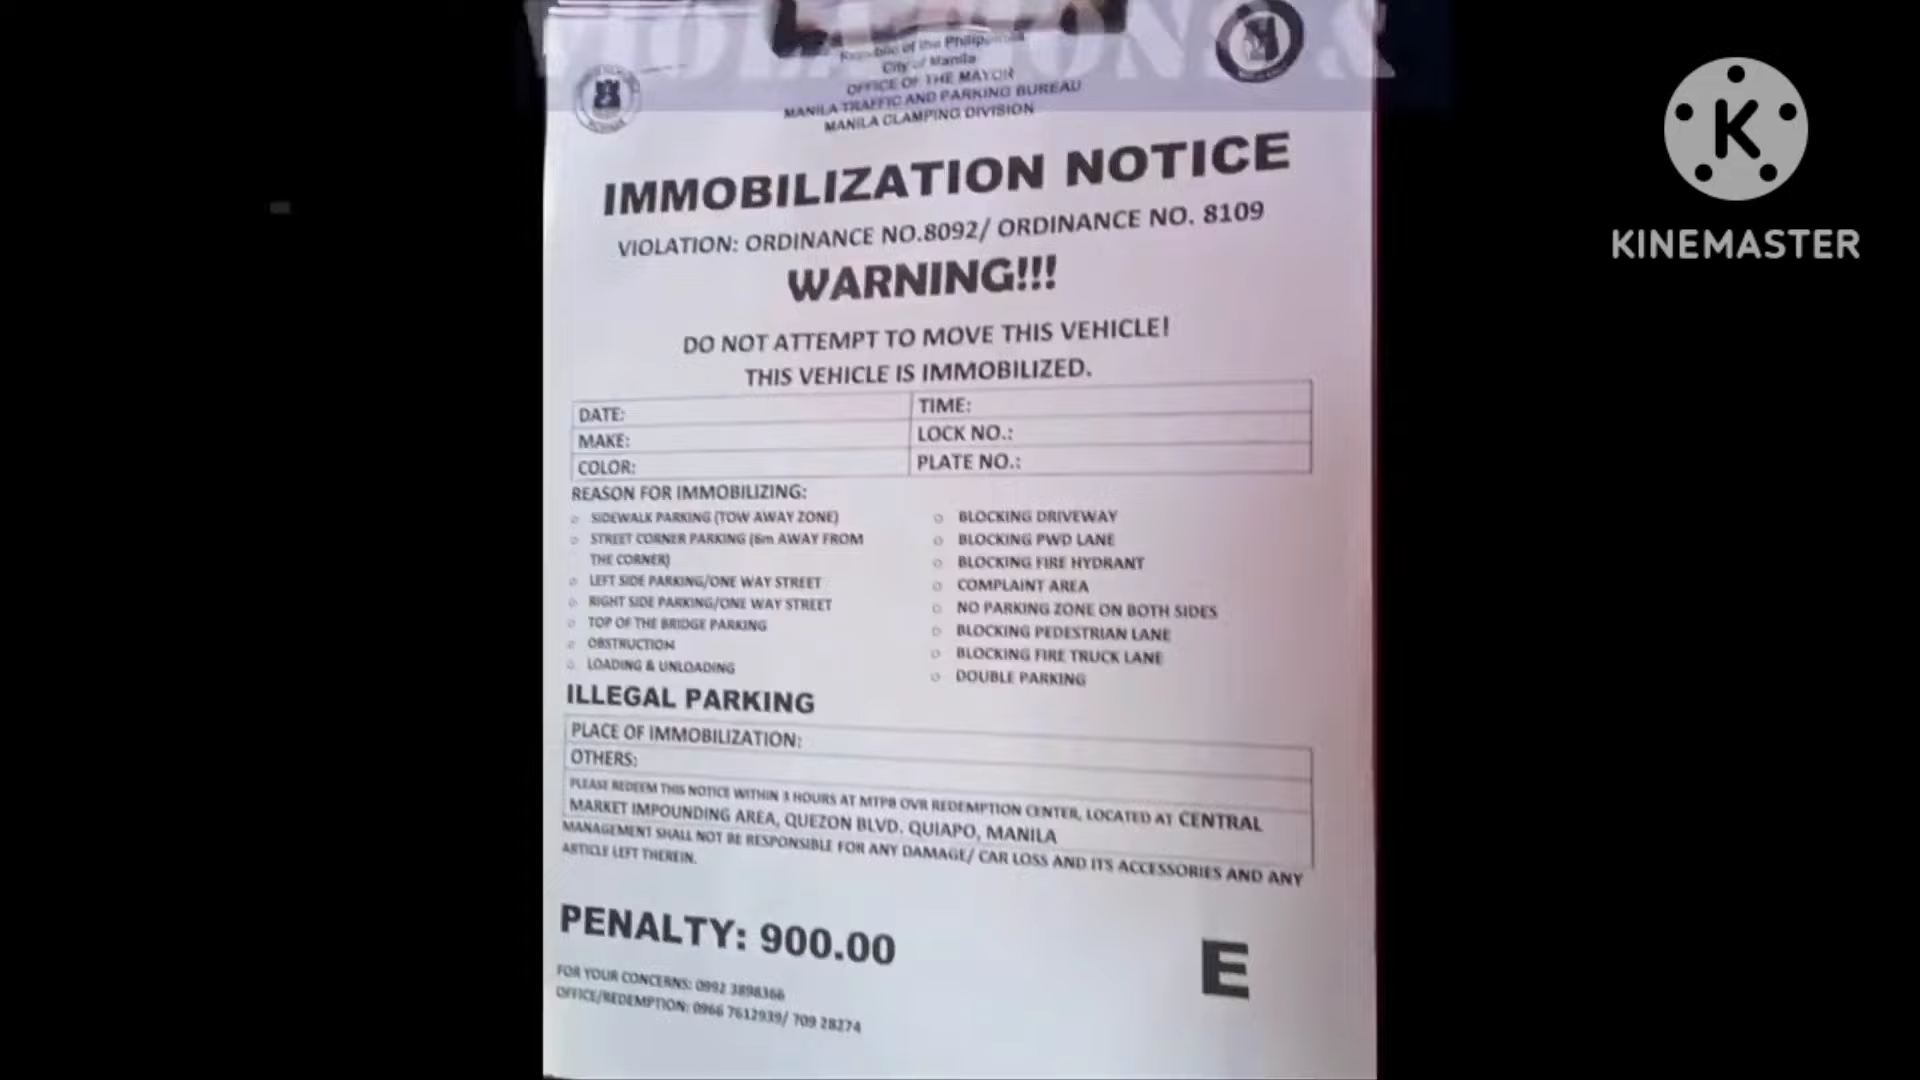 VIOLATIONS &
Republic of the Philippines
City of Manila
OFFICE OF THE MAYOR
MANILA TRAFFIC AND PARKING BUREAU
MANILA CLAMPING DIVISION
IMMOBILIZATION NOTICE
VIOLATION: ORDINANCE NO.8092/ ORDINANCE NO. 8109
WARNING!!!
DO NOT ATTEMPT TO MOVE THIS VEHICLE!
THIS VEHICLE IS IMMOBILIZED.
DATE: TIME:
MAKE: LOCK NO.:
COLOR: PLATE NO.:
REASON FOR IMMOBILIZING:
SIDEWALK PARKING (TOW AWAY ZONE)
STREET CORNER PARKING (6m AWAY FROM
THE CORNER)
LEFT SIDE PARKING/ONE WAY STREET
RIGHT SIDE PARKING/ONE WAY STREET
TOP OF THE BRIDGE PARKING
OBSTRUCTION
LOADING & UNLOADING
BLOCKING DRIVEWAY
BLOCKING PWD LANE
BLOCKING FIRE HYDRANT
COMPLAINT AREA
NO PARKING ZONE ON BOTH SIDES
BLOCKING PEDESTRIAN LANE
BLOCKING FIRE TRUCK LANE
DOUBLE PARKING
ILLEGAL PARKING
PLACE OF IMMOBILIZATION:
OTHERS:
PLEASE REDEEM THIS NOTICE WITHIN 3 HOURS AT MTPB OVR REDEMPTION CENTER, LOCATED AT CENTRAL
MARKET IMPOUNDING AREA, QUEZON BLVD. QUIAPO, MANILA
MANAGEMENT SHALL NOT BE RESPONSIBLE FOR ANY DAMAGE/ CAR LOSS AND ITS ACCESSORIES AND ANY
ARTICLE LEFT THEREIN.
PENALTY: 900.00
E
FOR YOUR CONCERNS: 0992 3898366
OFFICE/REDEMPTION: 0966 7612939/ 709 28274
K
KINEMASTER